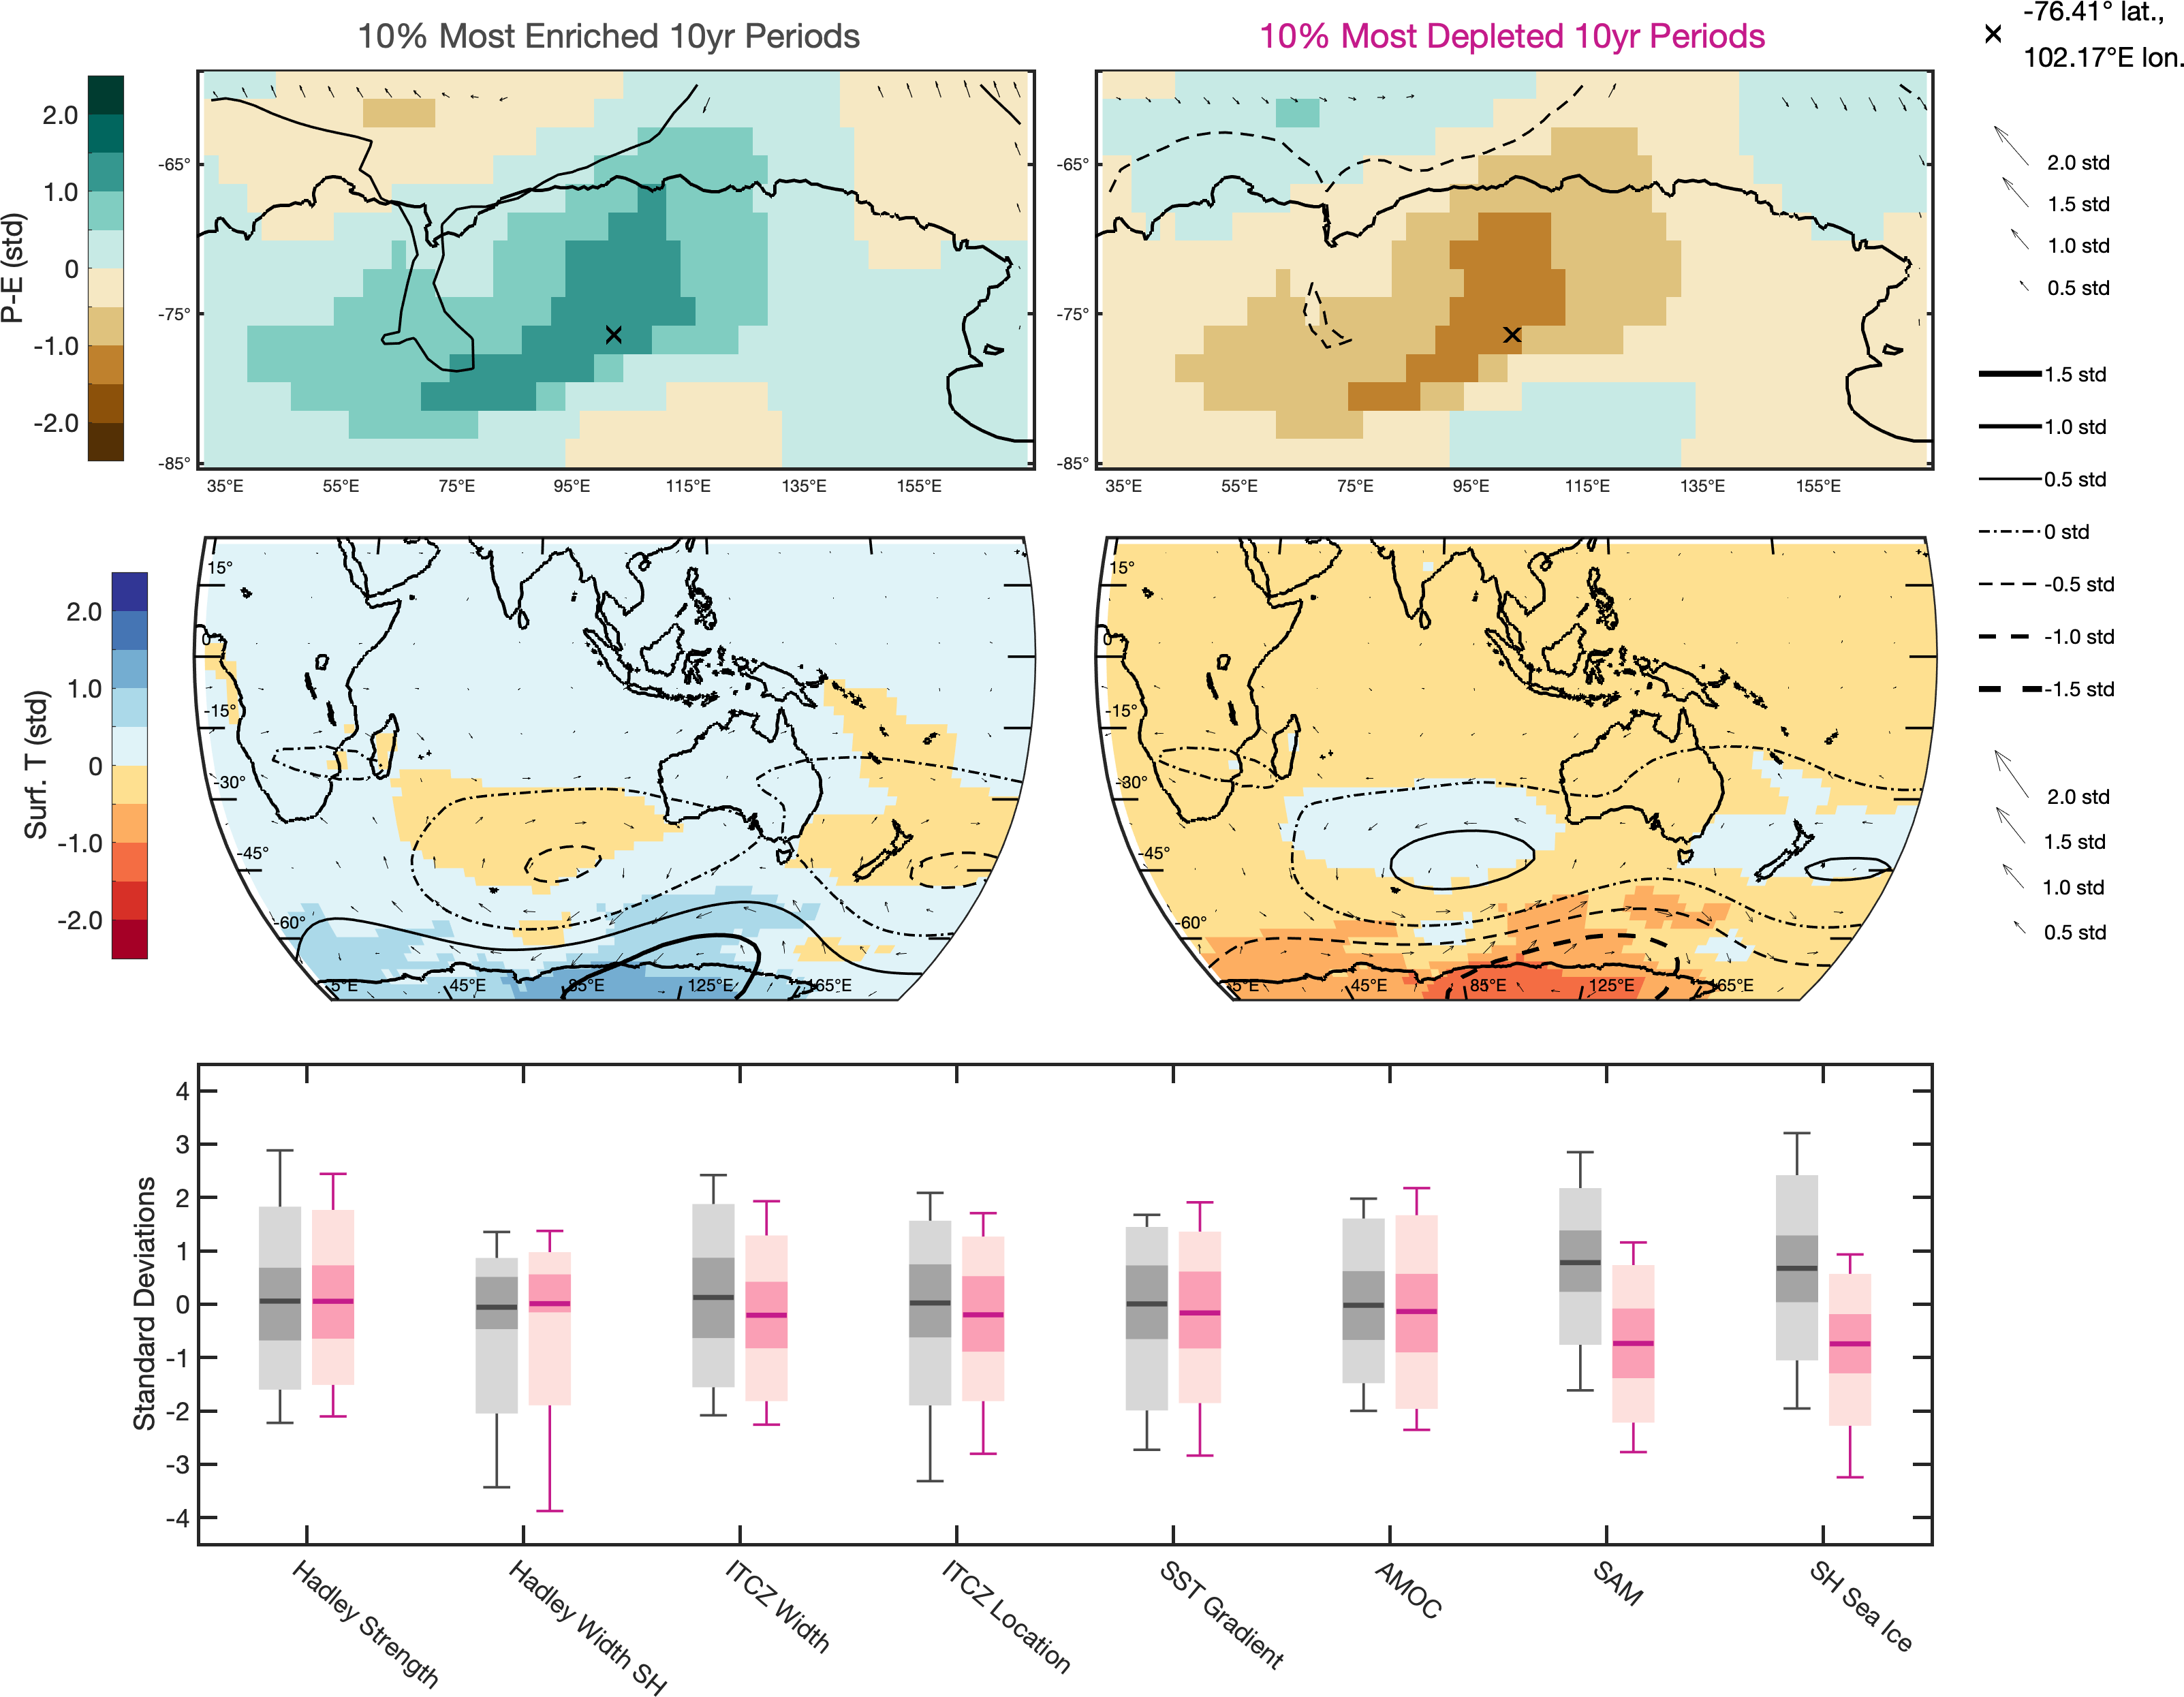 10% Most Enriched 10yr Periods
10% Most Depleted 10yr Periods
-76.41° lat.,
102.17°E lon.
P-E (std)
2.0
1.0
0
-1.0
-2.0
-65°
-75°
-85°
35°E 55°E 75°E 95°E 115°E 135°E 155°E
-65°
-75°
-85°
35°E 55°E 75°E 95°E 115°E 135°E 155°E
2.0 std
1.5 std
1.0 std
0.5 std
1.5 std
1.0 std
0.5 std
0 std
-0.5 std
-1.0 std
-1.5 std
2.0 std
1.5 std
1.0 std
0.5 std
Surf. T (std)
2.0
1.0
0
-1.0
-2.0
15°
0°
-15°
-30°
-45°
-60°
5°E 45°E 85°E 125°E 165°E
15°
0°
-15°
-30°
-45°
-60°
5°E 45°E 85°E 125°E 165°E
Standard Deviations
4
3
2
1
0
-1
-2
-3
-4
Hadley Strength
Hadley Width SH
ITCZ Width
ITCZ Location
SST Gradient
AMOC
SAM
SH Sea Ice